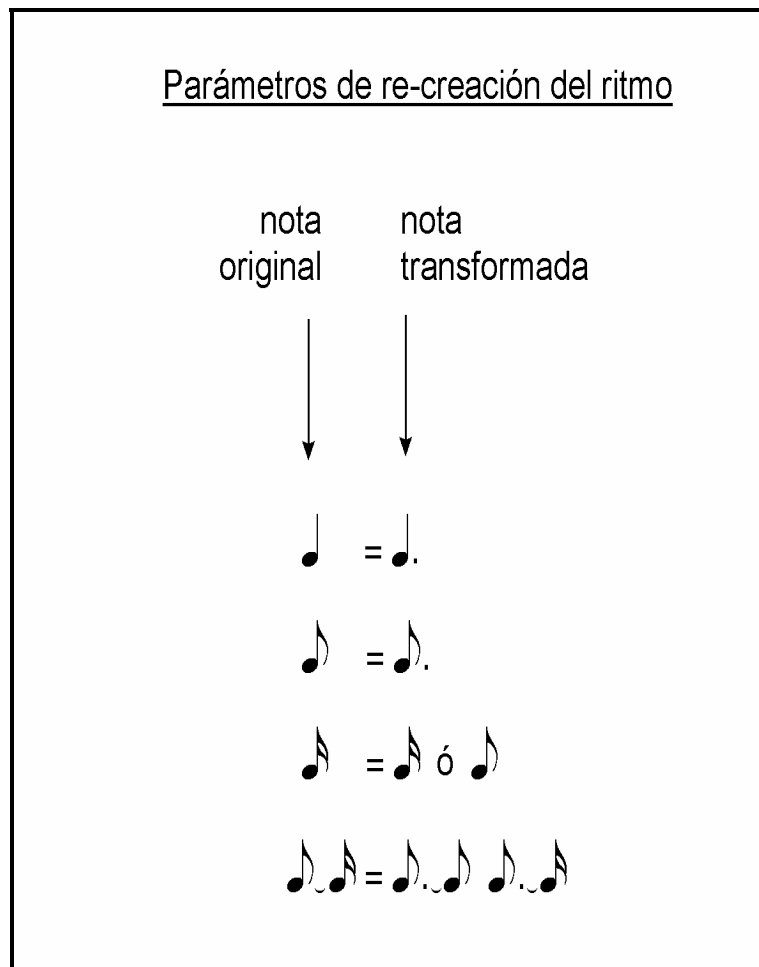 Parámetros de re-creación del ritmo
nota nota
original transformada
♩ = ♩.
♪ = ♪.
𝅘𝅥𝅯 = 𝅘𝅥𝅯 ó ♪
♪‿𝅘𝅥𝅯 = ♪.‿♪ ♪.‿𝅘𝅥𝅯